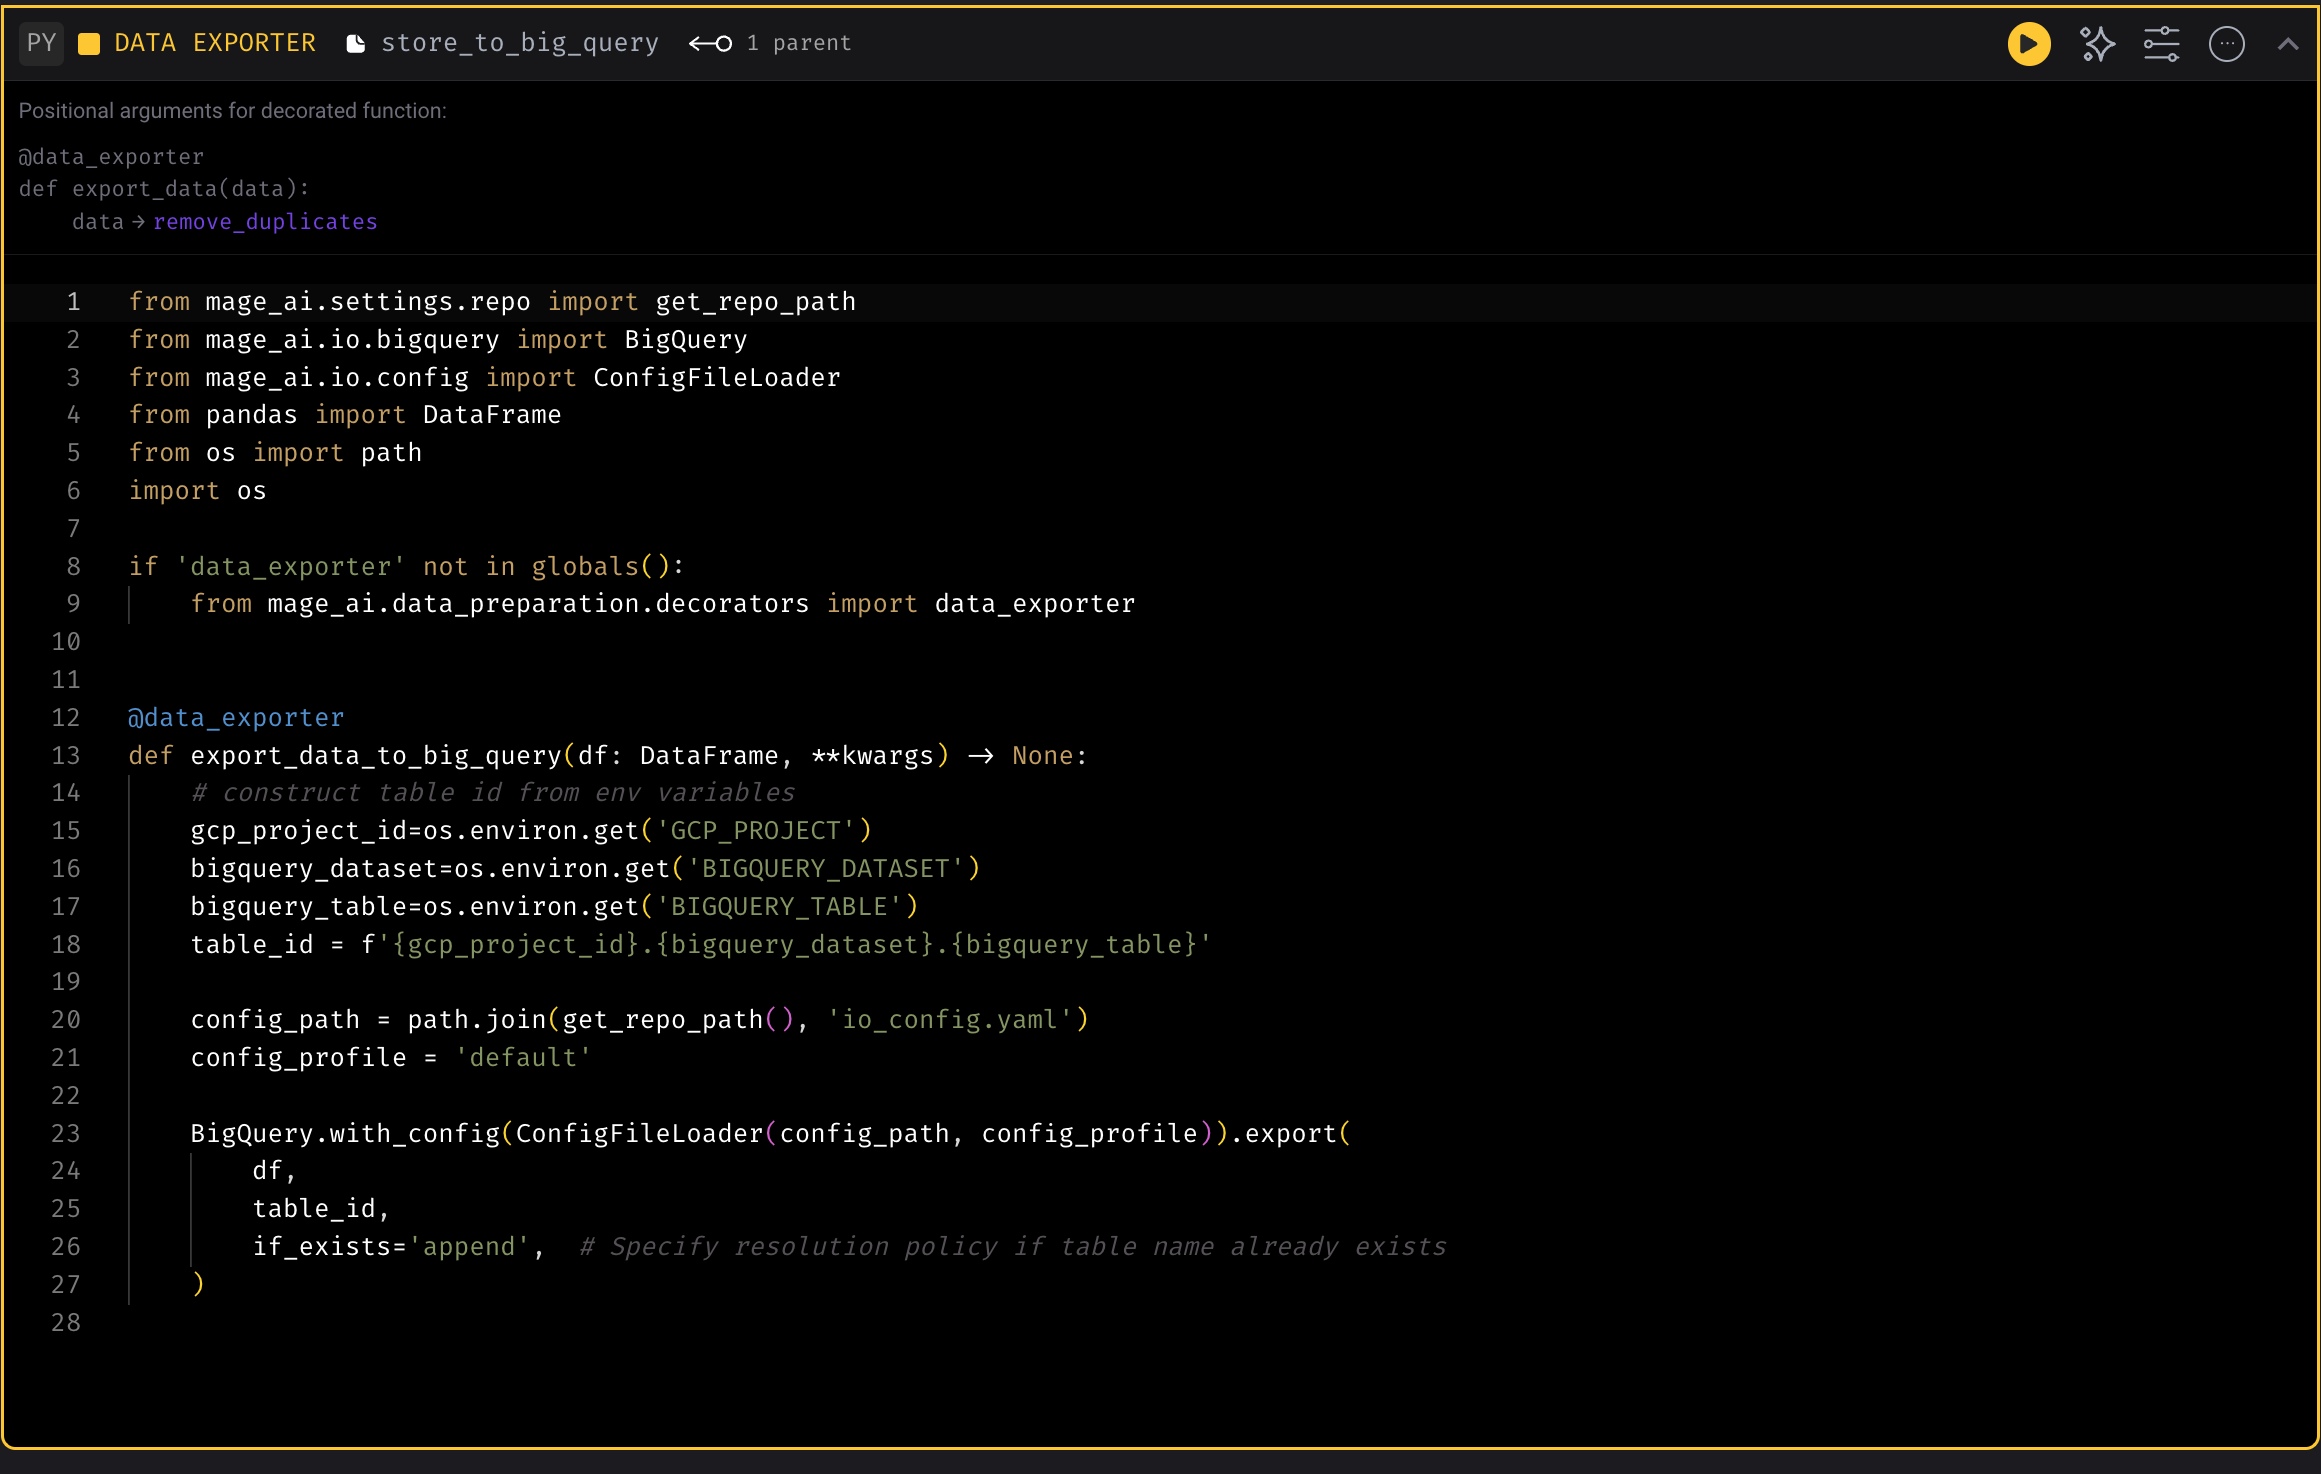 PY DATA EXPORTER store_to_big_query 1 parent
Positional arguments for decorated function:
@data_exporter
def export_data(data):
    data → remove_duplicates
1 from mage_ai.settings.repo import get_repo_path
2 from mage_ai.io.bigquery import BigQuery
3 from mage_ai.io.config import ConfigFileLoader
4 from pandas import DataFrame
5 from os import path
6 import os
7
8 if 'data_exporter' not in globals():
9     from mage_ai.data_preparation.decorators import data_exporter
10
11
12 @data_exporter
13 def export_data_to_big_query(df: DataFrame, **kwargs) -> None:
14     # construct table id from env variables
15     gcp_project_id=os.environ.get('GCP_PROJECT')
16     bigquery_dataset=os.environ.get('BIGQUERY_DATASET')
17     bigquery_table=os.environ.get('BIGQUERY_TABLE')
18     table_id = f'{gcp_project_id}.{bigquery_dataset}.{bigquery_table}'
19
20     config_path = path.join(get_repo_path(), 'io_config.yaml')
21     config_profile = 'default'
22
23     BigQuery.with_config(ConfigFileLoader(config_path, config_profile)).export(
24         df,
25         table_id,
26         if_exists='append',  # Specify resolution policy if table name already exists
27     )
28